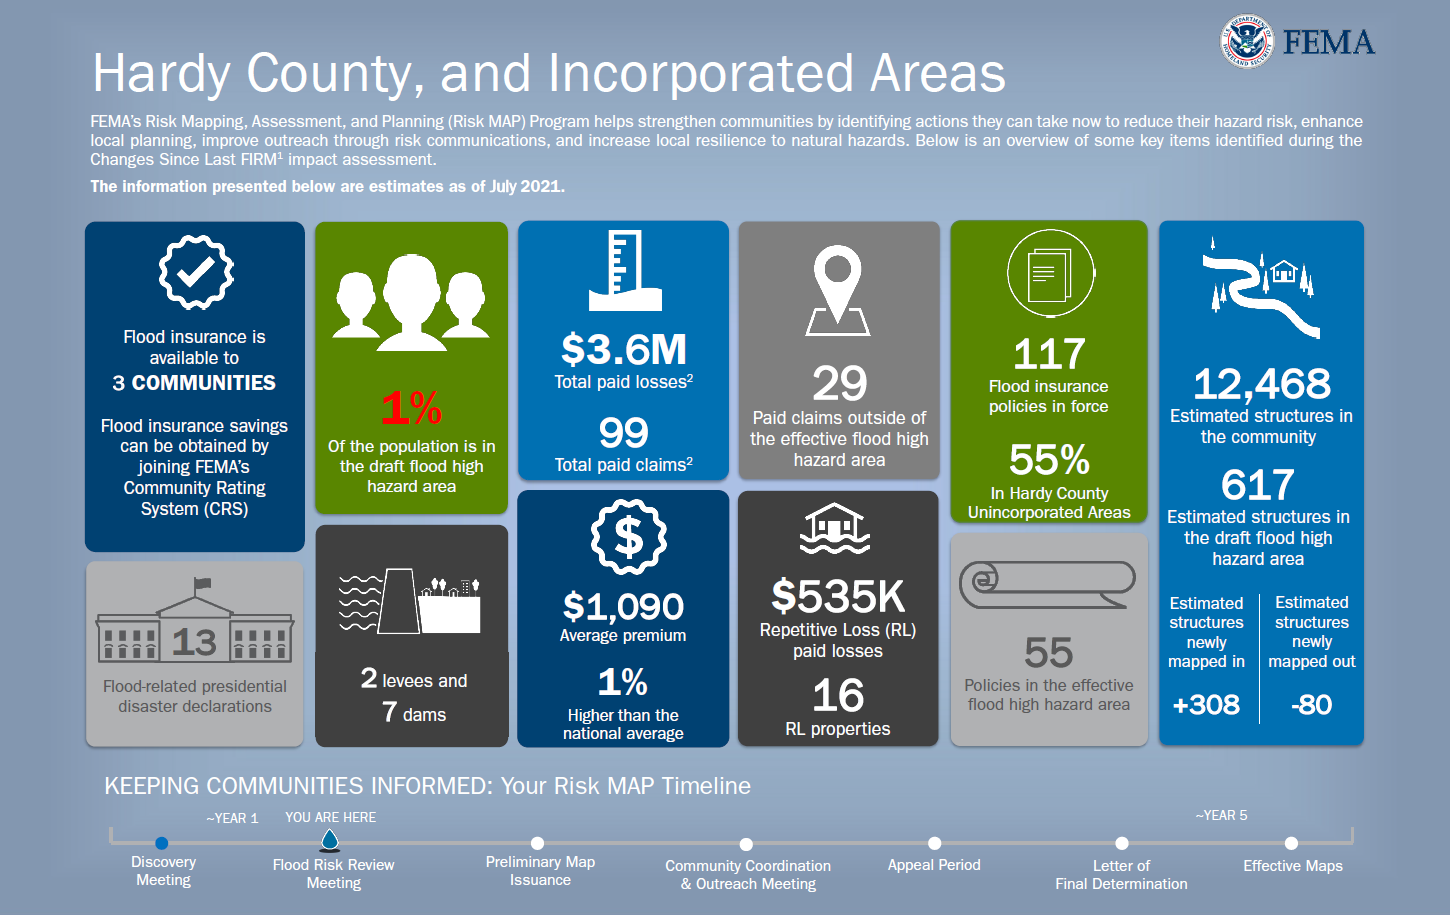 FEMA
Hardy County, and Incorporated Areas
FEMA's Risk Mapping, Assessment, and Planning (Risk MAP) Program helps strengthen communities by identifying actions they can take now to reduce their hazard risk, enhance
local planning, improve outreach through risk communications, and increase local resilience to natural hazards. Below is an overview of some key items identified during the
Changes Since Last FIRM¹ impact assessment.
The information presented below are estimates as of July 2021.
Flood insurance is
available to
3 COMMUNITIES
Flood insurance savings
can be obtained by
joining FEMA's
Community Rating
System (CRS)
13
Flood-related presidential
disaster declarations
1%
Of the population is in
the draft flood high
hazard area
2 levees and
7 dams
$3.6M
Total paid losses²
99
Total paid claims²
$
$1,090
Average premium
1%
Higher than the
national average
29
Paid claims outside of
the effective flood high
hazard area
$535K
Repetitive Loss (RL)
paid losses
16
RL properties
117
Flood insurance
policies in force
55%
In Hardy County
Unincorporated Areas
55
Policies in the effective
flood high hazard area
12,468
Estimated structures in
the community
617
Estimated structures in
the draft flood high
hazard area
Estimated
structures
newly
mapped in
+308
Estimated
structures
newly
mapped out
-80
KEEPING COMMUNITIES INFORMED: Your Risk MAP Timeline
~YEAR 1
YOU ARE HERE
~YEAR 5
Discovery
Meeting
Flood Risk Review
Meeting
Preliminary Map
Issuance
Community Coordination
& Outreach Meeting
Appeal Period
Letter of
Final Determination
Effective Maps